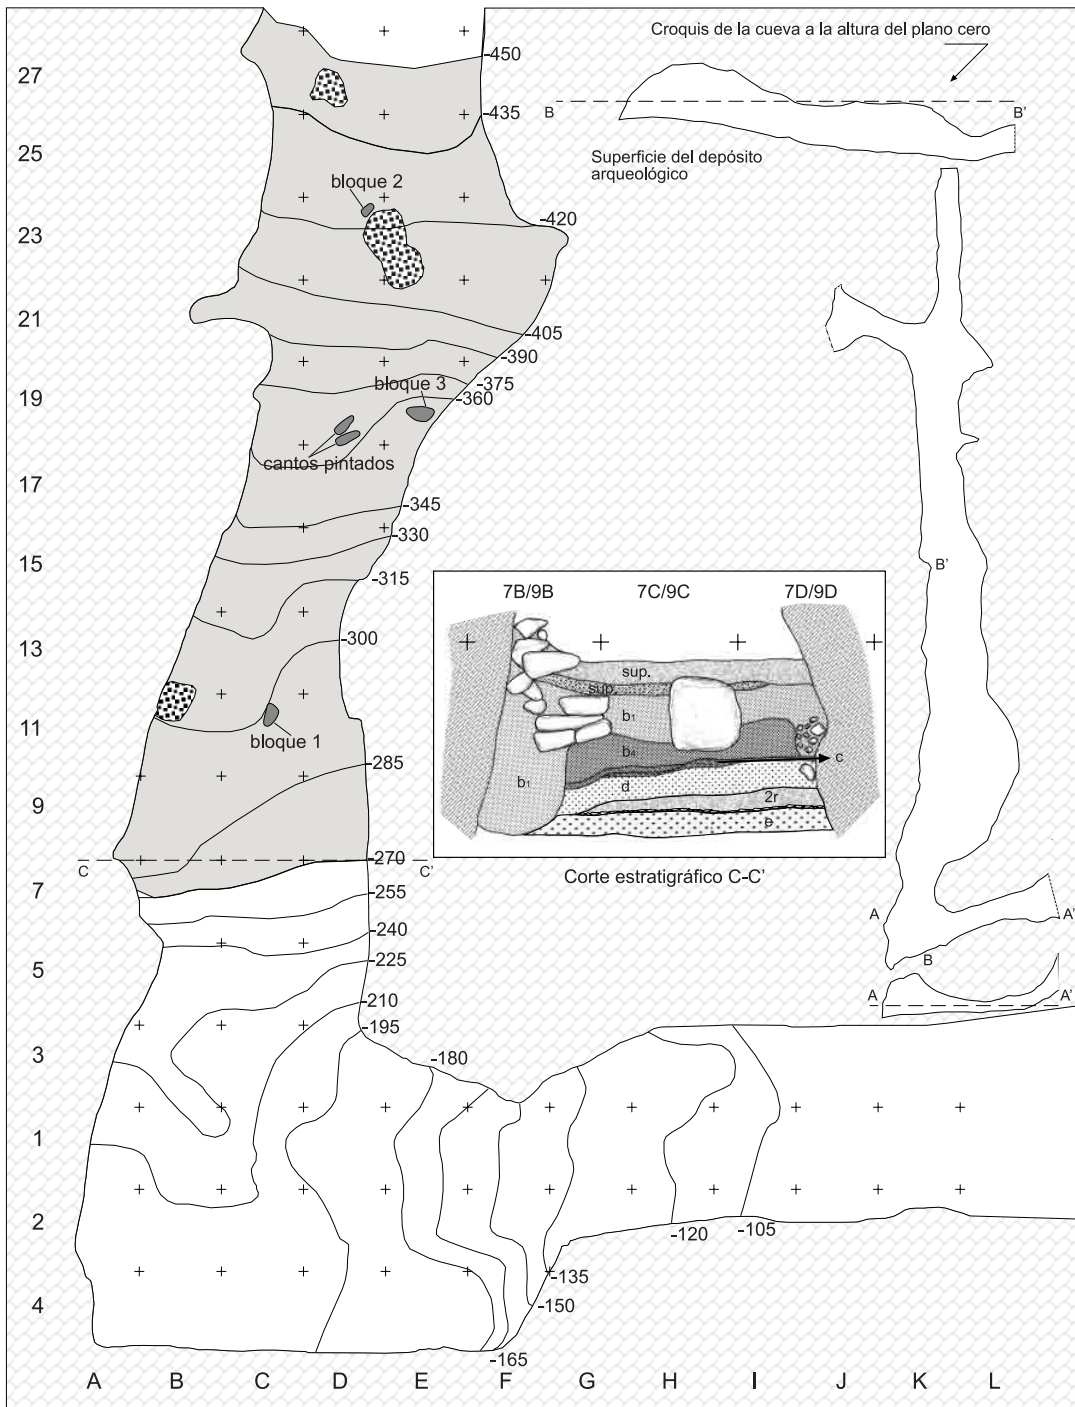 Croquis de la cueva a la altura del plano cero
27
-450
-435
B
B'
25
Superficie del depósito
arqueológico
bloque 2
23
-420
21
-405
-390
bloque 3
-375
19
-360
cantos pintados
17
-345
-330
15
-315
B'
7B/9B
7C/9C
7D/9D
13
-300
sup.
sup.
b1
11
bloque 1
b4
c
-285
b1
d
2r
9
e
C
C'
-270
Corte estratigráfico C-C'
7
-255
A
A'
-240
B
5
-225
A
A'
-210
-195
3
-180
1
2
-120
-105
-135
4
-150
-165
A
B
C
D
E
F
G
H
I
J
K
L